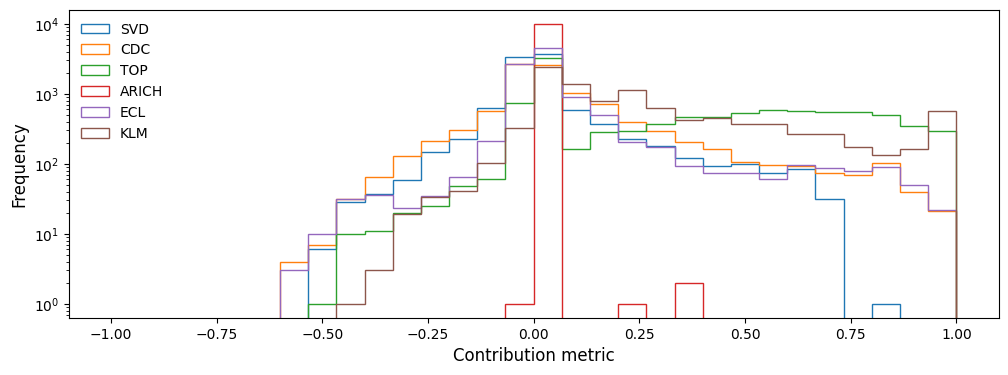 SVD
CDC
TOP
ARICH
ECL
KLM
Frequency
10⁴
10³
10²
10¹
10⁰
−1.00 −0.75 −0.50 −0.25 0.00 0.25 0.50 0.75 1.00
Contribution metric